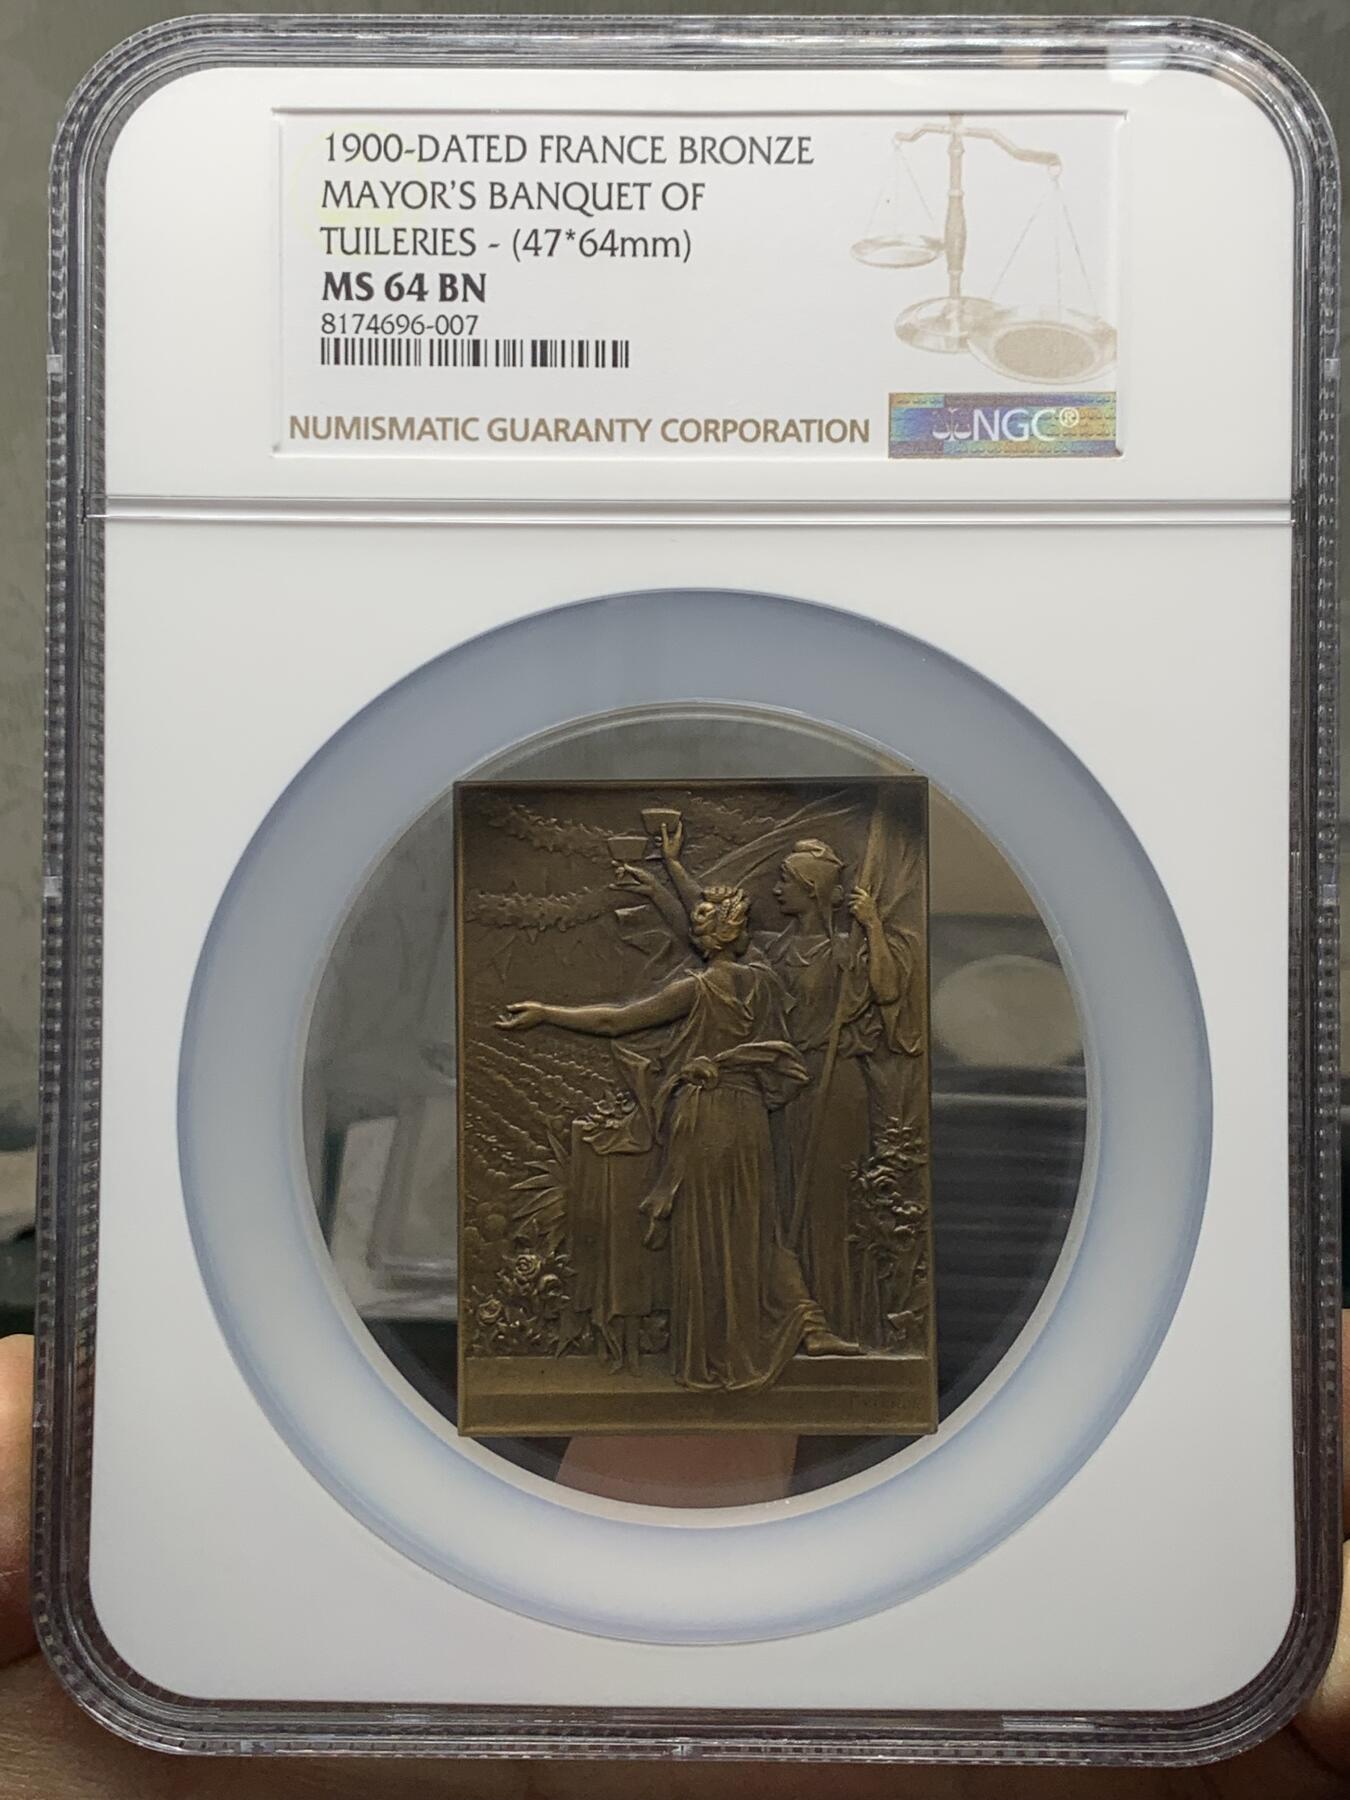 1900-DATED FRANCE BRONZE
MAYOR'S BANQUET OF
TUILERIES - (47*64mm)
MS 64 BN
8174696-007
NUMISMATIC GUARANTY CORPORATION
NGC®